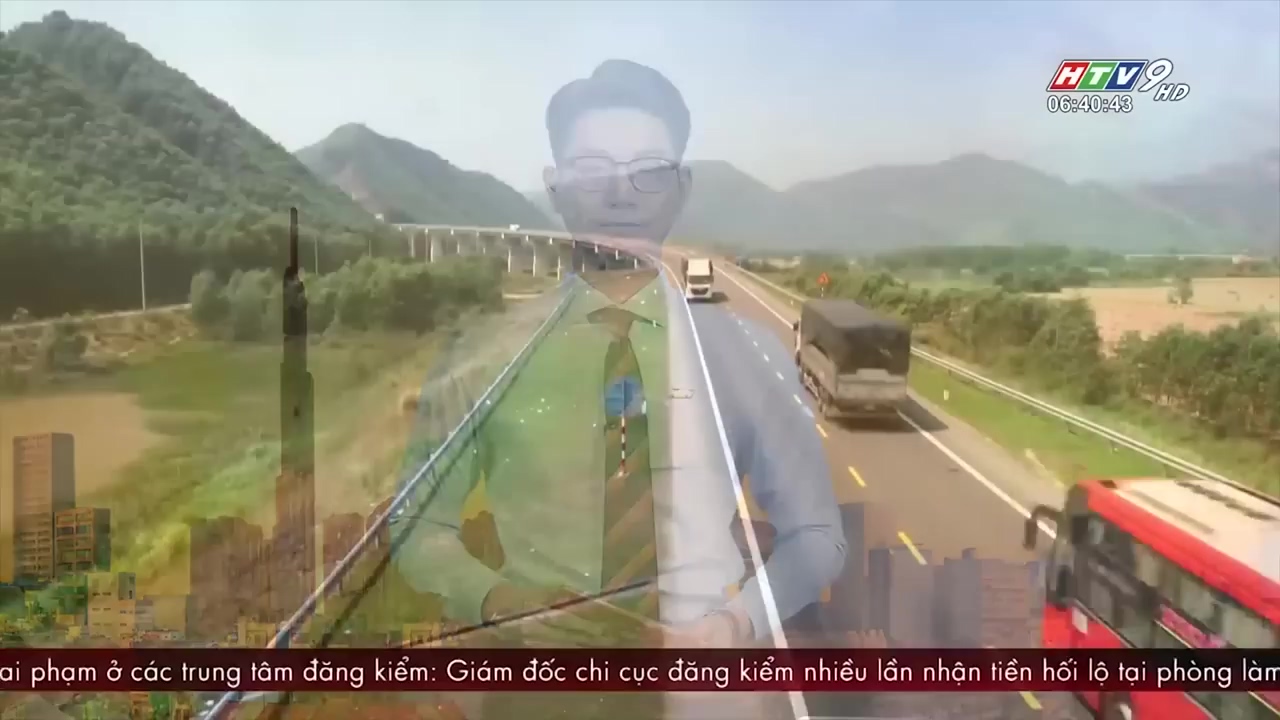 HTV9 HD
06:40:43
ai phạm ở các trung tâm đăng kiểm: Giám đốc chi cục đăng kiểm nhiều lần nhận tiền hối lộ tại phòng làm